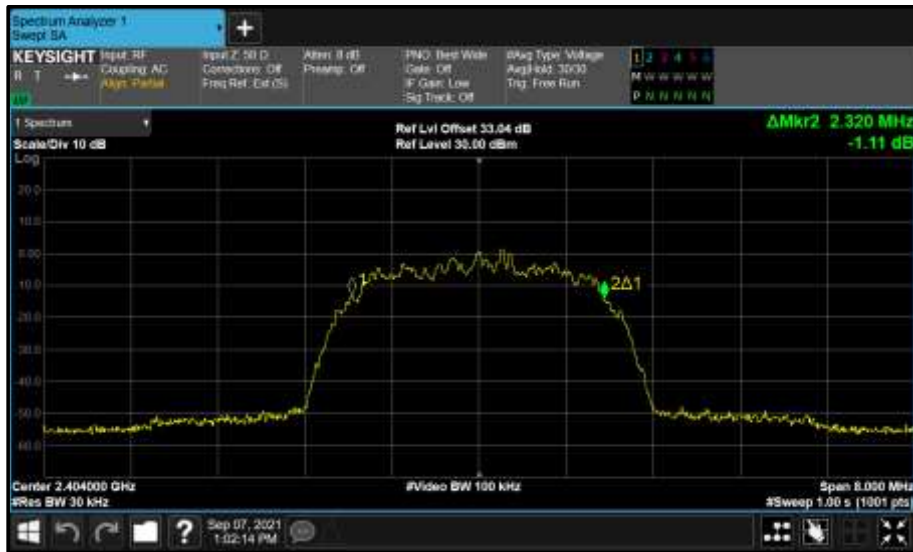 Spectrum Analyzer 1
Swept SA
+
KEYSIGHT Input: RF
R T Coupling: AC
Align: Partial
Input Z: 50 Ω
Corrections: Off
Freq Ref: Ext (S)
Atten: 8 dB
Preamp: Off
PNO: Best Wide
Gate: Off
IF Gain: Low
Sig Track: Off
#Avg Type: Voltage
Avg|Hold: 30/30
Trig: Free Run
1 2 3 4 5 6
M W W W W W
P N N N N N
1 Spectrum
Scale/Div 10 dB
Ref Lvl Offset 33.04 dB
Ref Level 30.00 dBm
ΔMkr2 2.320 MHz
-1.11 dB
Log
20.0
10.0
0.00
-10.0
-20.0
-30.0
-40.0
-50.0
-60.0
1
2Δ1
Center 2.404000 GHz
#Video BW 100 kHz
Span 8.000 MHz
#Res BW 30 kHz
#Sweep 1.00 s (1001 pts)
?
Sep 07, 2021
1:02:14 PM